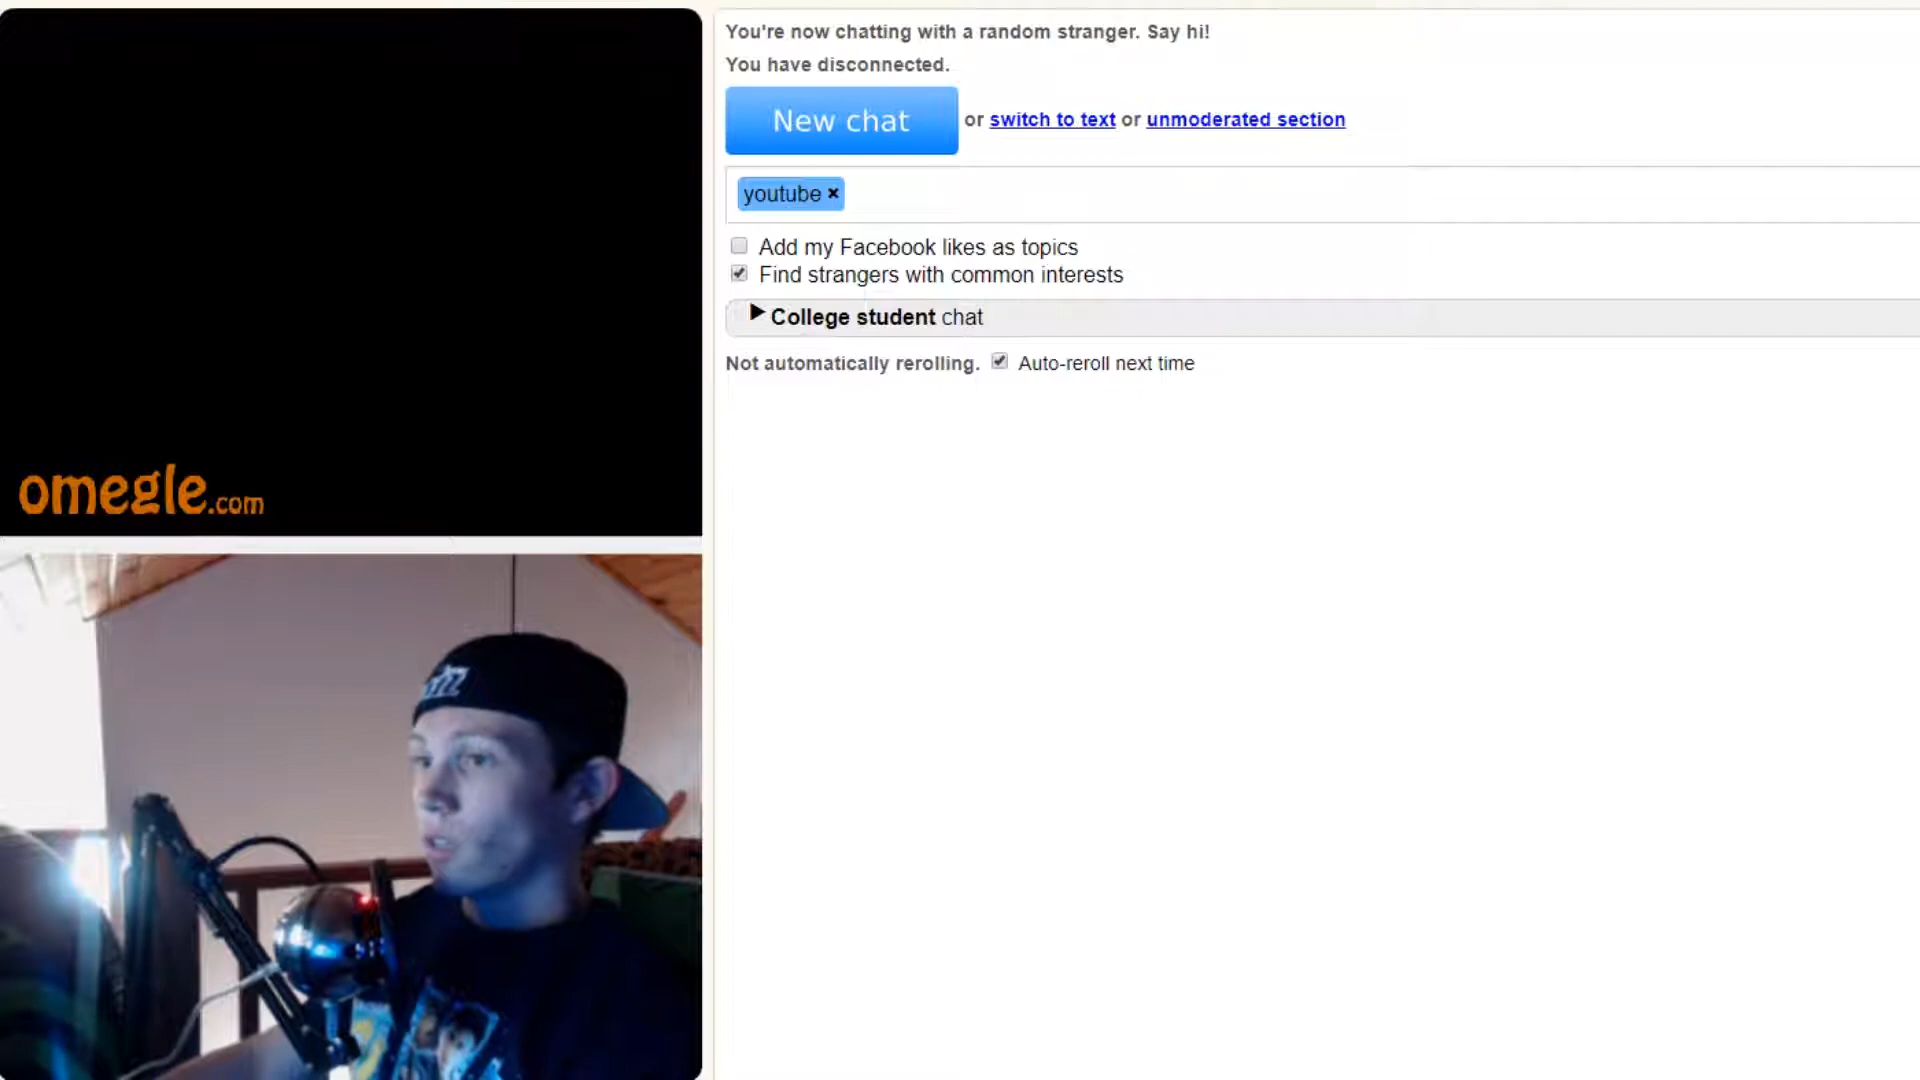 You're now chatting with a random stranger. Say hi!
You have disconnected.
New chat or switch to text or unmoderated section
youtube ×
Add my Facebook likes as topics
Find strangers with common interests
College student chat
Not automatically rerolling. Auto-reroll next time
omegle.com